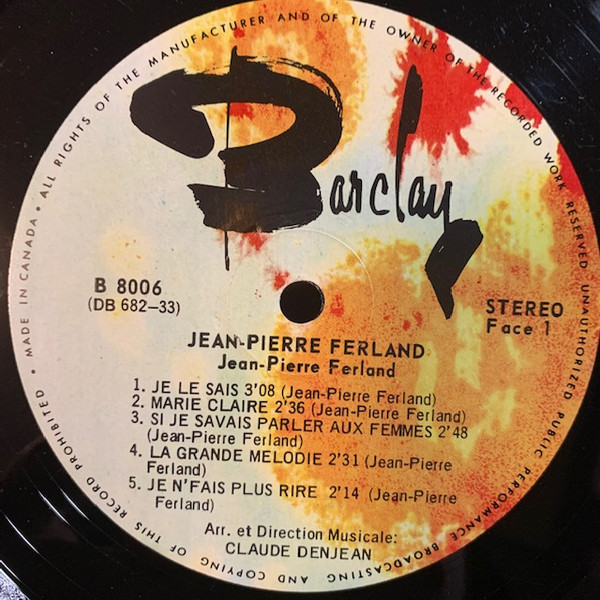 • MADE IN CANADA • ALL RIGHTS OF THE MANUFACTURER AND OF THE OWNER OF THE RECORDED WORK RESERVED UNAUTHORIZED PUBLIC PERFORMANCE BROADCASTING AND COPYING OF THIS RECORD PROHIBITED
Barclay
B 8006
(DB 682-33)
STEREO
Face 1
JEAN-PIERRE FERLAND
Jean-Pierre Ferland
1. JE LE SAIS 3'08 (Jean-Pierre Ferland)
2. MARIE CLAIRE 2'36 (Jean-Pierre Ferland)
3. SI JE SAVAIS PARLER AUX FEMMES 2'48
(Jean-Pierre Ferland)
4. LA GRANDE MELODIE 2'31 (Jean-Pierre
Ferland)
5. JE N'FAIS PLUS RIRE 2'14 (Jean-Pierre
Ferland)
Arr. et Direction Musicale:
CLAUDE DENJEAN